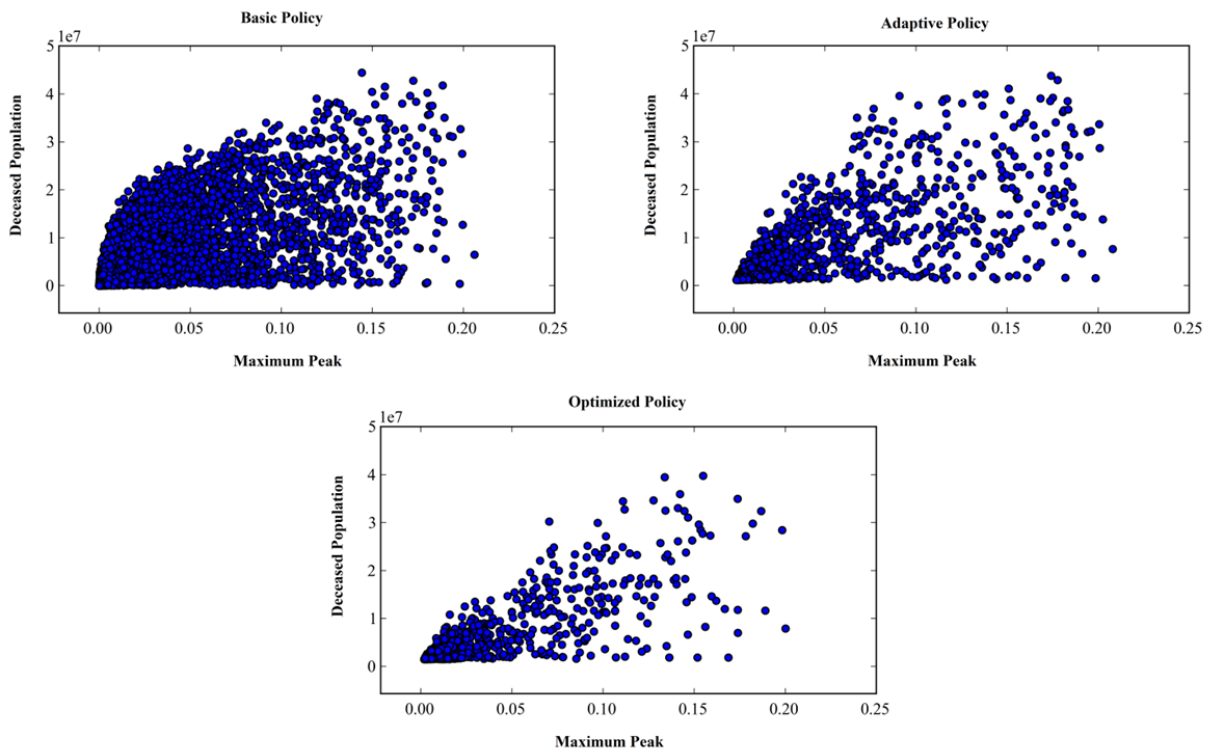 Basic Policy
1e7
5
4
3
2
1
0
Deceased Population
0.00 0.05 0.10 0.15 0.20 0.25
Maximum Peak
Adaptive Policy
1e7
5
4
3
2
1
0
Deceased Population
0.00 0.05 0.10 0.15 0.20 0.25
Maximum Peak
Optimized Policy
1e7
5
4
3
2
1
0
Deceased Population
0.00 0.05 0.10 0.15 0.20 0.25
Maximum Peak